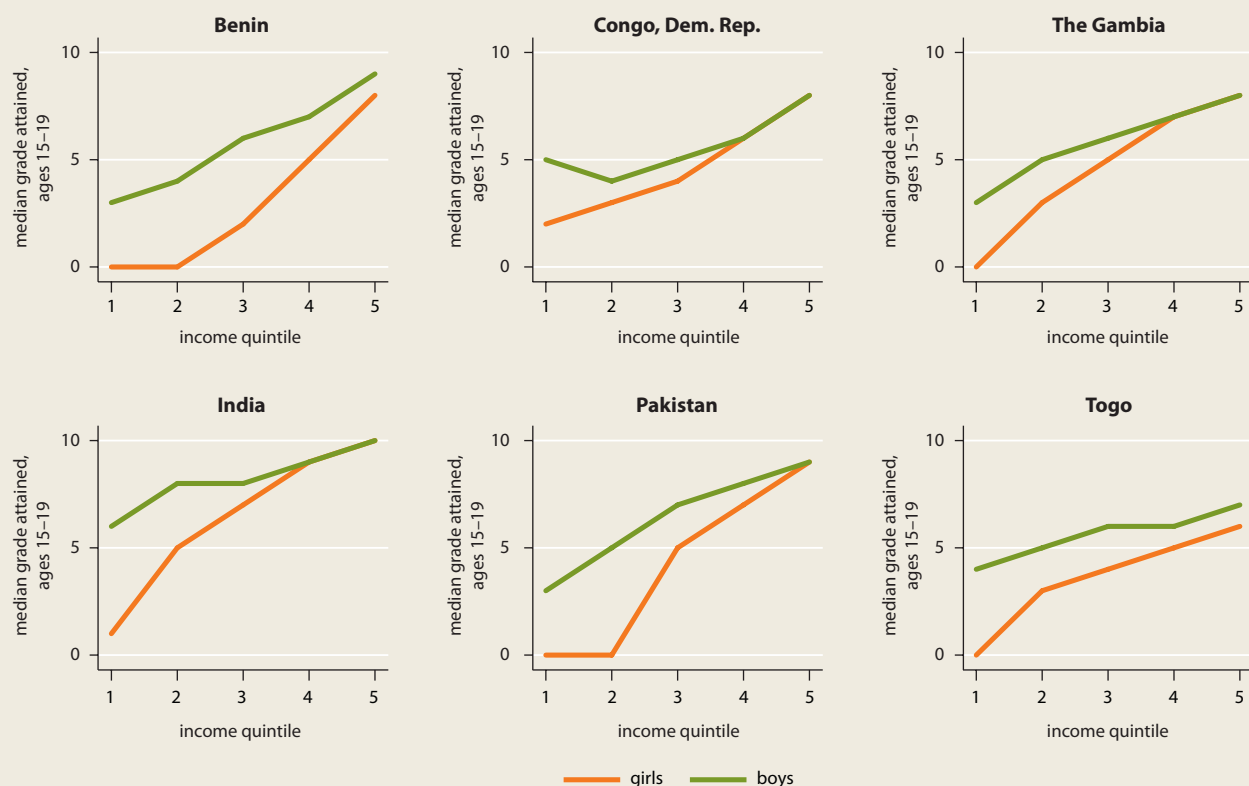 Benin
10
5
0
median grade attained,
ages 15–19
1 2 3 4 5
income quintile
Congo, Dem. Rep.
10
5
0
median grade attained,
ages 15–19
1 2 3 4 5
income quintile
The Gambia
10
5
0
median grade attained,
ages 15–19
1 2 3 4 5
income quintile
India
10
5
0
median grade attained,
ages 15–19
1 2 3 4 5
income quintile
Pakistan
10
5
0
median grade attained,
ages 15–19
1 2 3 4 5
income quintile
Togo
10
5
0
median grade attained,
ages 15–19
1 2 3 4 5
income quintile
girls boys